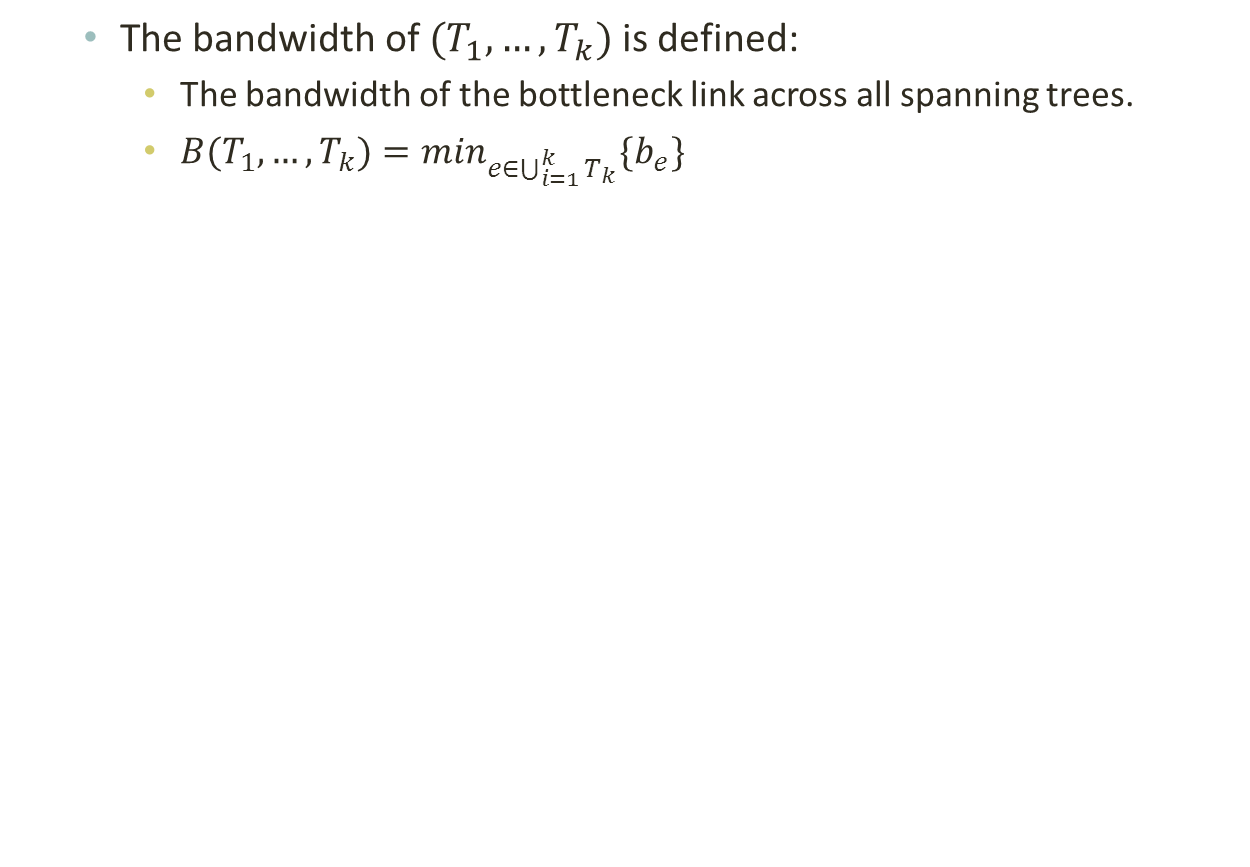 • The bandwidth of (T₁, … , Tₖ) is defined:
• The bandwidth of the bottleneck link across all spanning trees.
• B(T₁, … , Tₖ) = min_{e∈⋃_{i=1}^{k} Tₖ}{bₑ}